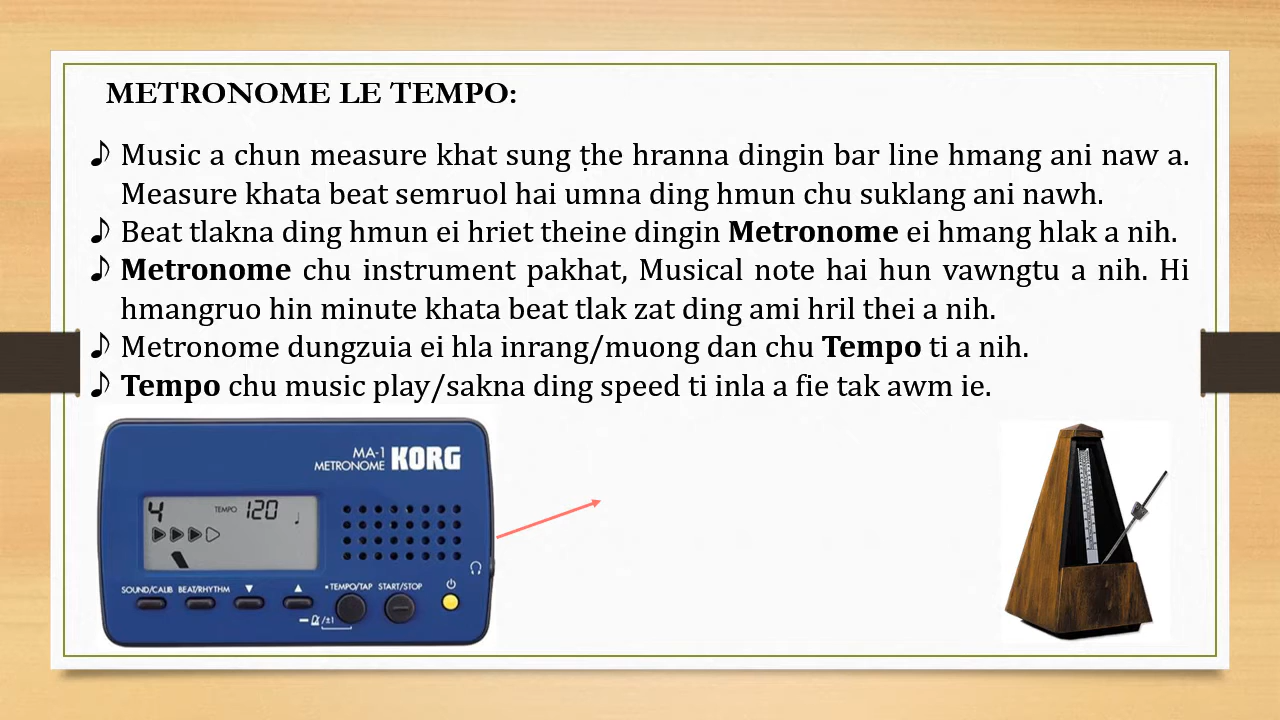 METRONOME LE TEMPO:
Music a chun measure khat sung ṭhe hranna dingin bar line hmang ani naw a.
Measure khata beat semruol hai umna ding hmun chu suklang ani nawh.
Beat tlakna ding hmun ei hriet theine dingin Metronome ei hmang hlak a nih.
Metronome chu instrument pakhat, Musical note hai hun vawngtu a nih. Hi
hmangruo hin minute khata beat tlak zat ding ami hril thei a nih.
Metronome dungzuia ei hla inrang/muong dan chu Tempo ti a nih.
Tempo chu music play/sakna ding speed ti inla a fie tak awm ie.
MA-1
METRONOME KORG
4 TEMPO 120
SOUND/CALIB BEAT/RHYTHM ▼ ▲ •TEMPO/TAP START/STOP
/±1